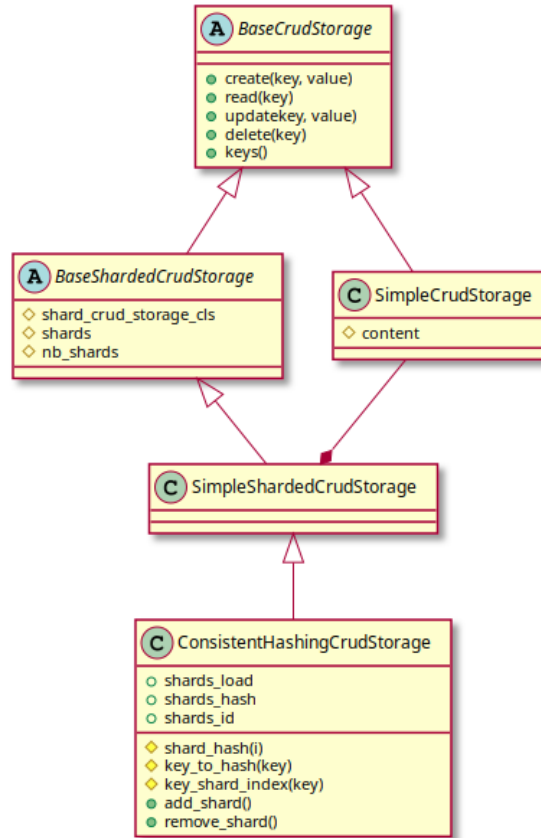 A BaseCrudStorage
create(key, value)
read(key)
updatekey, value)
delete(key)
keys()
A BaseShardedCrudStorage
shard_crud_storage_cls
shards
nb_shards
C SimpleCrudStorage
content
C SimpleShardedCrudStorage
C ConsistentHashingCrudStorage
shards_load
shards_hash
shards_id
shard_hash(i)
key_to_hash(key)
key_shard_index(key)
add_shard()
remove_shard()